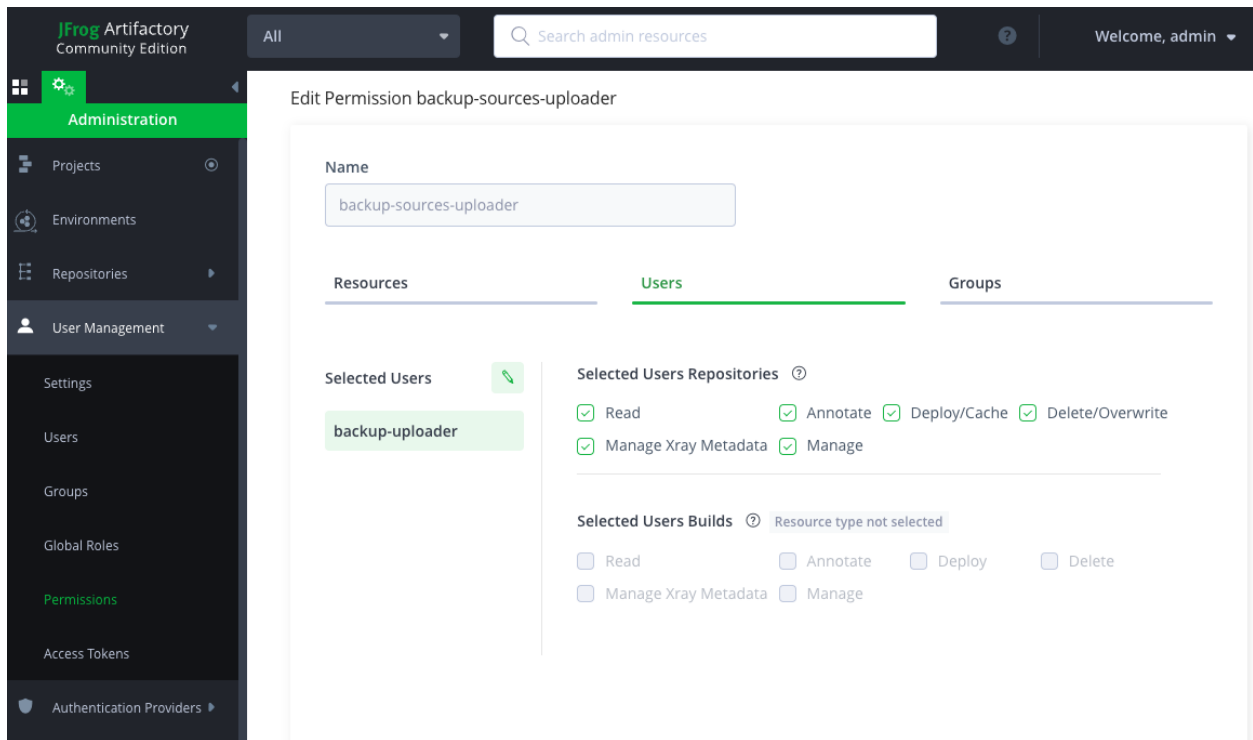 JFrog Artifactory
Community Edition
All
Search admin resources
Welcome, admin
Administration
Projects
Environments
Repositories
User Management
Settings
Users
Groups
Global Roles
Permissions
Access Tokens
Authentication Providers
Edit Permission backup-sources-uploader
Name
backup-sources-uploader
Resources
Users
Groups
Selected Users
backup-uploader
Selected Users Repositories ?
Read Annotate Deploy/Cache Delete/Overwrite
Manage Xray Metadata Manage
Selected Users Builds ? Resource type not selected
Read Annotate Deploy Delete
Manage Xray Metadata Manage